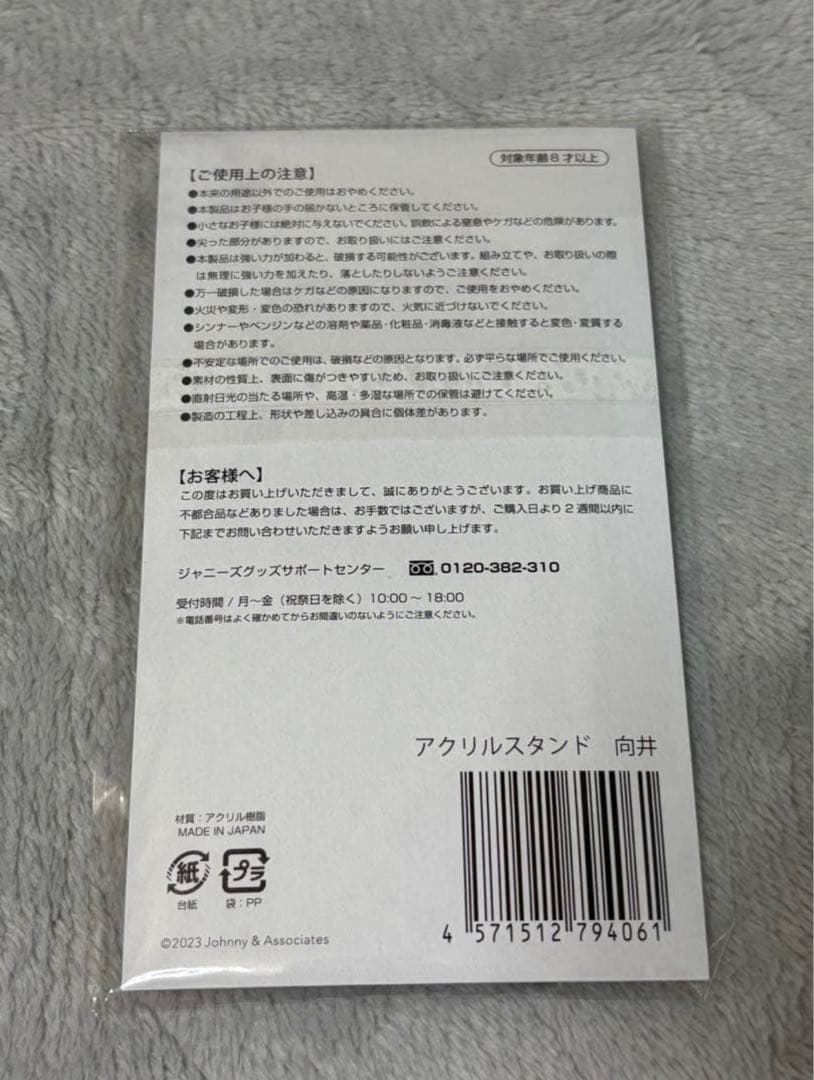 対象年齢8才以上
【ご使用上の注意】
●本来の用途以外でのご使用はおやめください。
●本製品はお子様の手の届かないところに保管してください。
●小さなお子様には絶対に与えないでください。誤飲による窒息やケガなどの危険があります。
●尖った部分がありますので、お取り扱いにはご注意ください。
●本製品は強い力が加わると、破損する可能性がございます。組み立てや、お取り扱いの際
は無理に強い力を加えたり、落としたりしないようご注意ください。
●万一破損した場合はケガなどの原因になりますので、ご使用をおやめください。
●火災や変形・変色の恐れがありますので、火気に近づけないでください。
●シンナーやベンジンなどの溶剤や薬品・化粧品・消毒液などと接触すると変色・変質する
場合があります。
●不安定な場所でのご使用は、破損などの原因となります。必ず平らな場所でご使用ください。
●素材の性質上、表面に傷がつきやすいため、お取り扱いにご注意ください。
●直射日光の当たる場所や、高温・多湿な場所での保管は避けてください。
●製造の工程上、形状や差し込みの具合に個体差があります。
【お客様へ】
この度はお買い上げいただきまして、誠にありがとうございます。お買い上げ商品に
不都合品などありました場合は、お手数ではございますが、ご購入日より2週間以内に
下記までお問い合わせいただきますようお願い申し上げます。
ジャニーズグッズサポートセンター 0120-382-310
受付時間/月〜金（祝祭日を除く）10:00〜18:00
※電話番号はよく確かめてからお間違いのないようにご注意ください。
アクリルスタンド 向井
材質：アクリル樹脂
MADE IN JAPAN
紙 プラ
台紙 袋：PP
4 571512 794061
©2023 Johnny & Associates